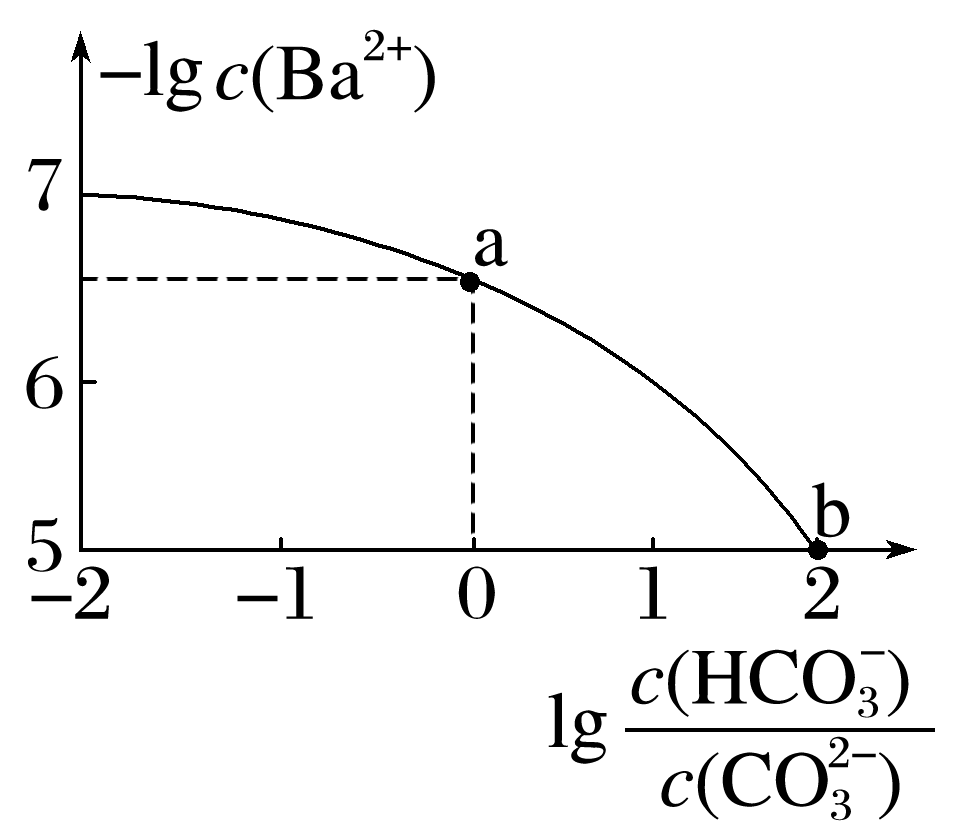 −lg c(Ba²⁺)
7
a
6
b
5
−2 −1 0 1 2
lg c(HCO₃⁻)/c(CO₃²⁻)